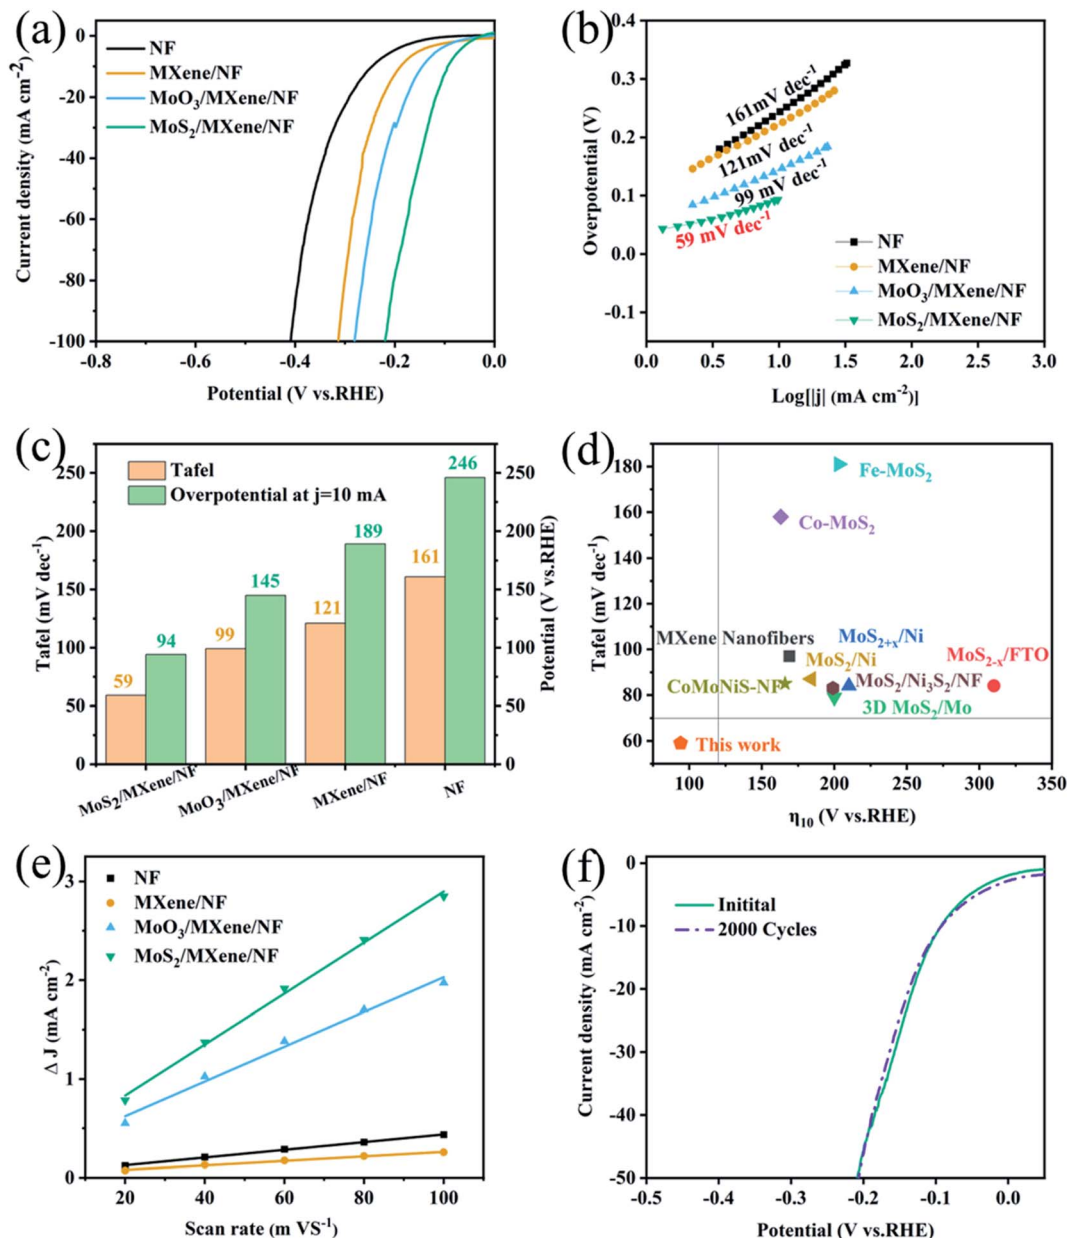 (a)
NF
MXene/NF
MoO₃/MXene/NF
MoS₂/MXene/NF
0
-20
-40
-60
-80
-100
-0.8
-0.6
-0.4
-0.2
0.0
Current density (mA cm⁻²)
Potential (V vs.RHE)
(b)
0.4
0.3
0.2
0.1
0.0
-0.1
161mV dec⁻¹
121mV dec⁻¹
99 mV dec⁻¹
59 mV dec⁻¹
NF
MXene/NF
MoO₃/MXene/NF
MoS₂/MXene/NF
0.0
0.5
1.0
1.5
2.0
2.5
3.0
Overpotential (V)
Log[|j| (mA cm⁻²)]
(c)
Tafel
Overpotential at j=10 mA
250
200
150
100
50
0
59
94
99
145
121
189
161
246
250
200
150
100
50
0
MoS₂/MXene/NF
MoO₃/MXene/NF
MXene/NF
NF
Tafel (mV dec⁻¹)
Potential (V vs.RHE)
(d)
180
160
140
120
100
80
60
Fe-MoS₂
Co-MoS₂
MXene Nanofibers
MoS₂₊ₓ/Ni
MoS₂/Ni
MoS₂₋ₓ/FTO
CoMoNiS-NF
MoS₂/Ni₃S₂/NF
3D MoS₂/Mo
This work
100
150
200
250
300
350
Tafel (mV dec⁻¹)
η₁₀ (V vs.RHE)
(e)
NF
MXene/NF
MoO₃/MXene/NF
MoS₂/MXene/NF
3
2
1
0
20
40
60
80
100
Δ J (mA cm⁻²)
Scan rate (m VS⁻¹)
(f)
Initital
2000 Cycles
0
-10
-20
-30
-40
-50
-0.5
-0.4
-0.3
-0.2
-0.1
0.0
Current density (mA cm⁻²)
Potential (V vs.RHE)